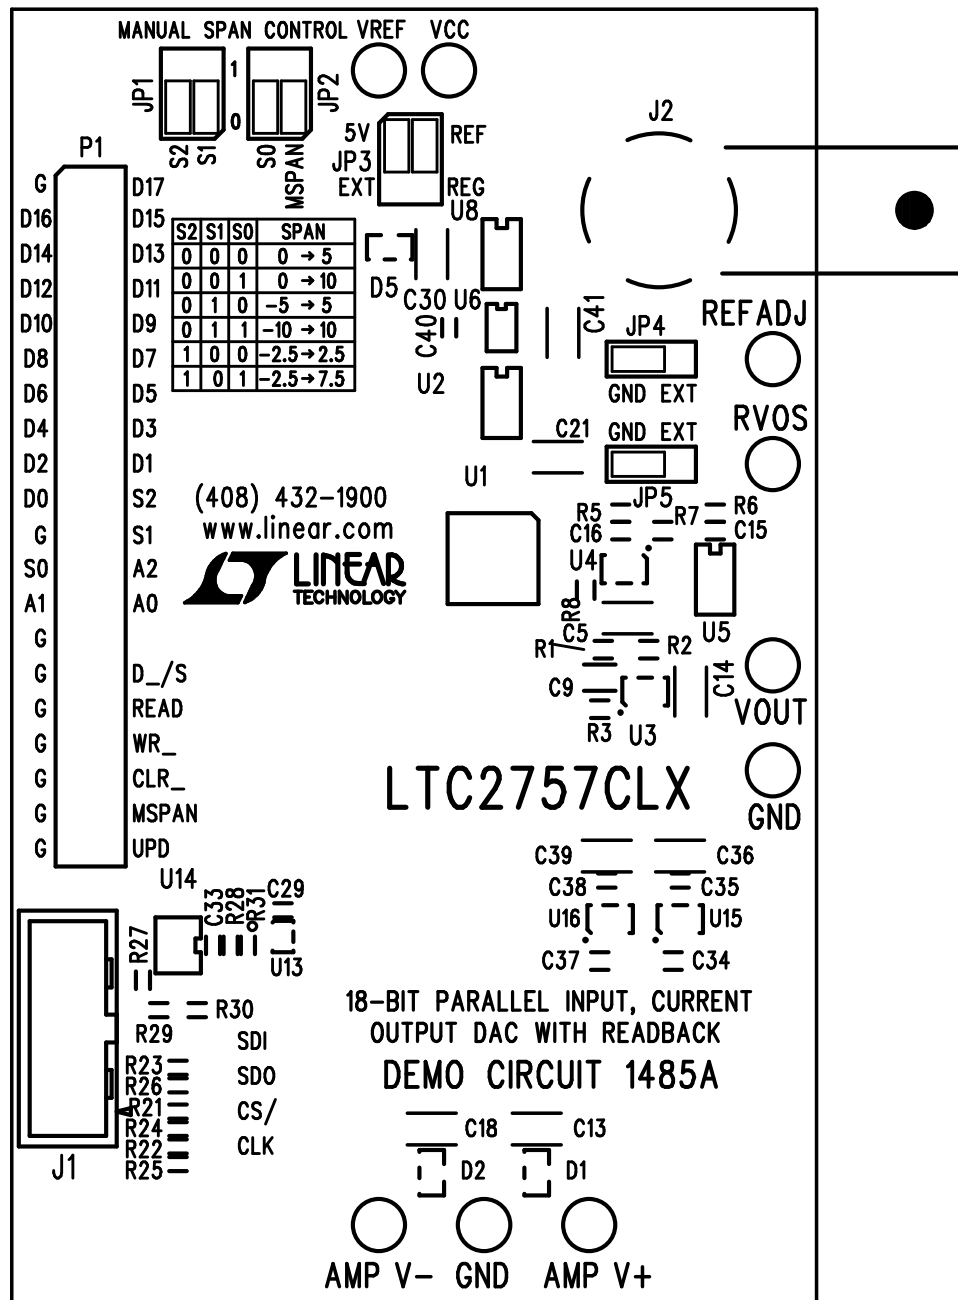 MANUAL SPAN CONTROL VREF VCC
JP1 1 JP2
0
S2 S1 S0 MSPAN
5V REF
JP3
EXT REG
J2
P1
G D17
D16 D15
D14 D13
D12 D11
D10 D9
D8 D7
D6 D5
D4 D3
D2 D1
D0 S2
G S1
S0 A2
A1 A0
G
G D_/S
G READ
G WR_
G CLR_
G MSPAN
G UPD
S2 S1 S0 SPAN
0 0 0 0 → 5
0 0 1 0 → 10
0 1 0 -5 → 5
0 1 1 -10 → 10
1 0 0 -2.5 → 2.5
1 0 1 -2.5 → 7.5
U8
D5
C30 U6
C40
C41
U2
JP4
GND EXT
REFADJ
C21
GND EXT
JP5
RVOS
U1
(408) 432-1900
www.linear.com
LINEAR
TECHNOLOGY
R5 R7 R6
C16 C15
U4
R8
C5
U5
R1 R2
C9 C14
R3 U3
VOUT
LTC2757CLX
GND
U14
C33 R28 R31 C29
R27
U13
R29 R30
C39 C36
C38 C35
U16 U15
C37 C34
18-BIT PARALLEL INPUT, CURRENT
OUTPUT DAC WITH READBACK
DEMO CIRCUIT 1485A
SDI
SDO
CS/
CLK
R23
R26
R21
R24
R22
R25
J1
C18 C13
D2 D1
AMP V- GND AMP V+